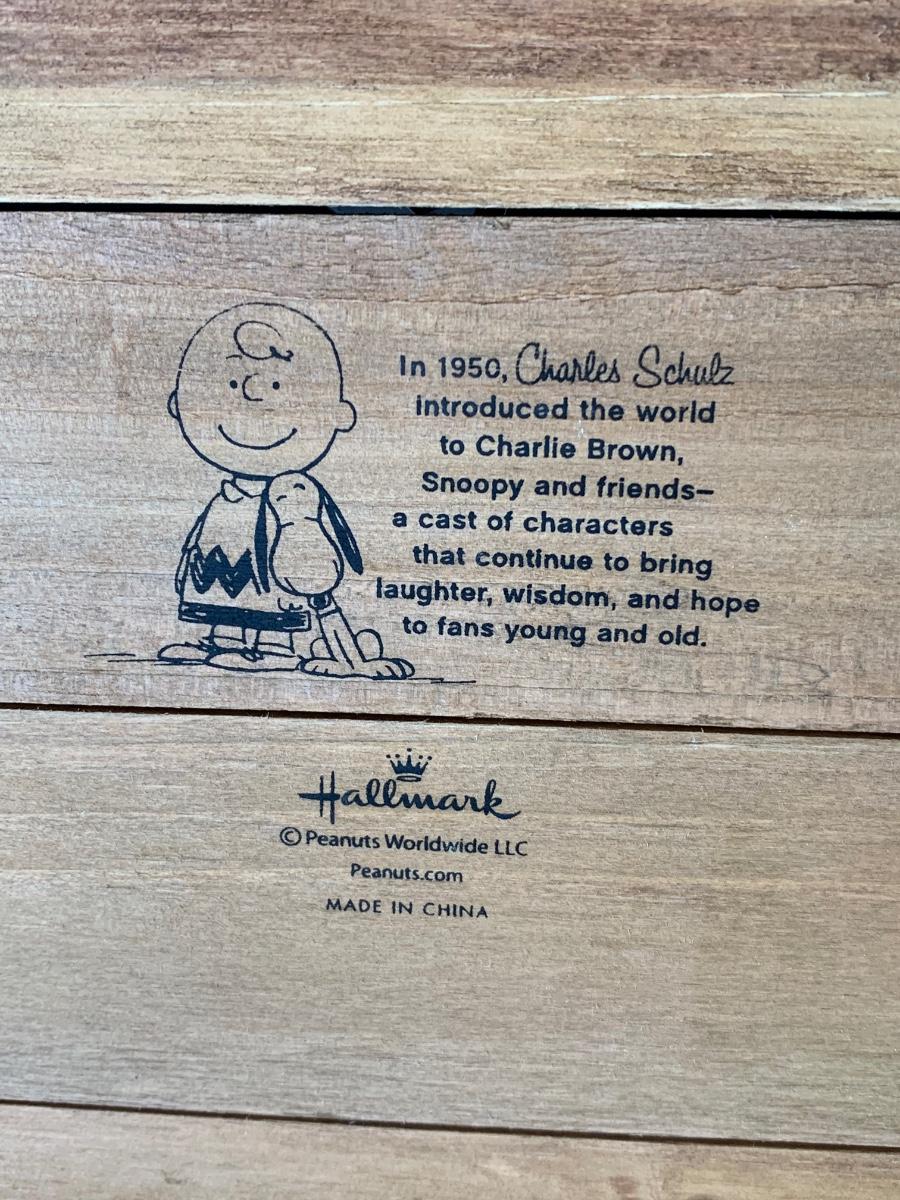 In 1950, Charles Schulz
introduced the world
to Charlie Brown,
Snoopy and friends—
a cast of characters
that continue to bring
laughter, wisdom, and hope
to fans young and old.
Hallmark
© Peanuts Worldwide LLC
Peanuts.com
MADE IN CHINA